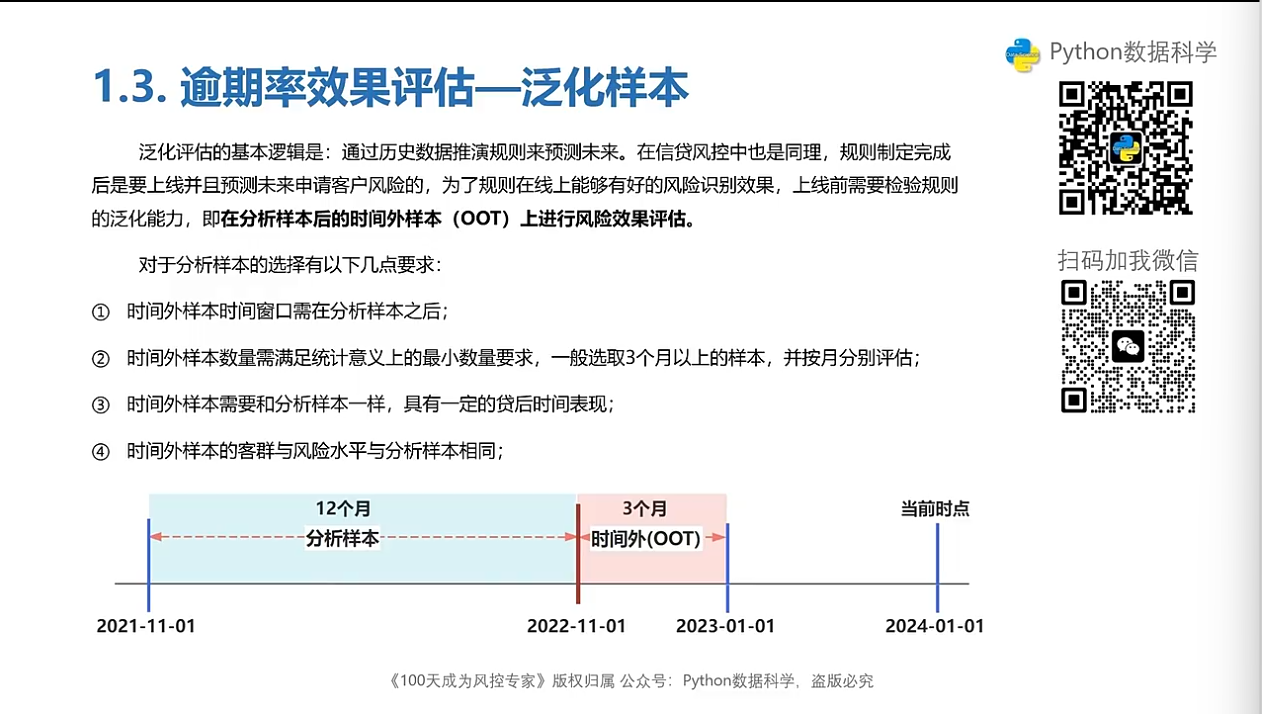 Python数据科学
1.3. 逾期率效果评估—泛化样本
泛化评估的基本逻辑是：通过历史数据推演规则来预测未来。在信贷风控中也是同理，规则制定完成
后是要上线并且预测未来申请客户风险的，为了规则在线上能够有好的风险识别效果，上线前需要检验规则
的泛化能力，即在分析样本后的时间外样本（OOT）上进行风险效果评估。
对于分析样本的选择有以下几点要求：
① 时间外样本时间窗口需在分析样本之后；
② 时间外样本数量需满足统计意义上的最小数量要求，一般选取3个月以上的样本，并按月分别评估；
③ 时间外样本需要和分析样本一样，具有一定的贷后时间表现；
④ 时间外样本的客群与风险水平与分析样本相同；
扫码加我微信
12个月
3个月
当前时点
分析样本
时间外(OOT)
2021-11-01
2022-11-01
2023-01-01
2024-01-01
《100天成为风控专家》版权归属 公众号：Python数据科学，盗版必究